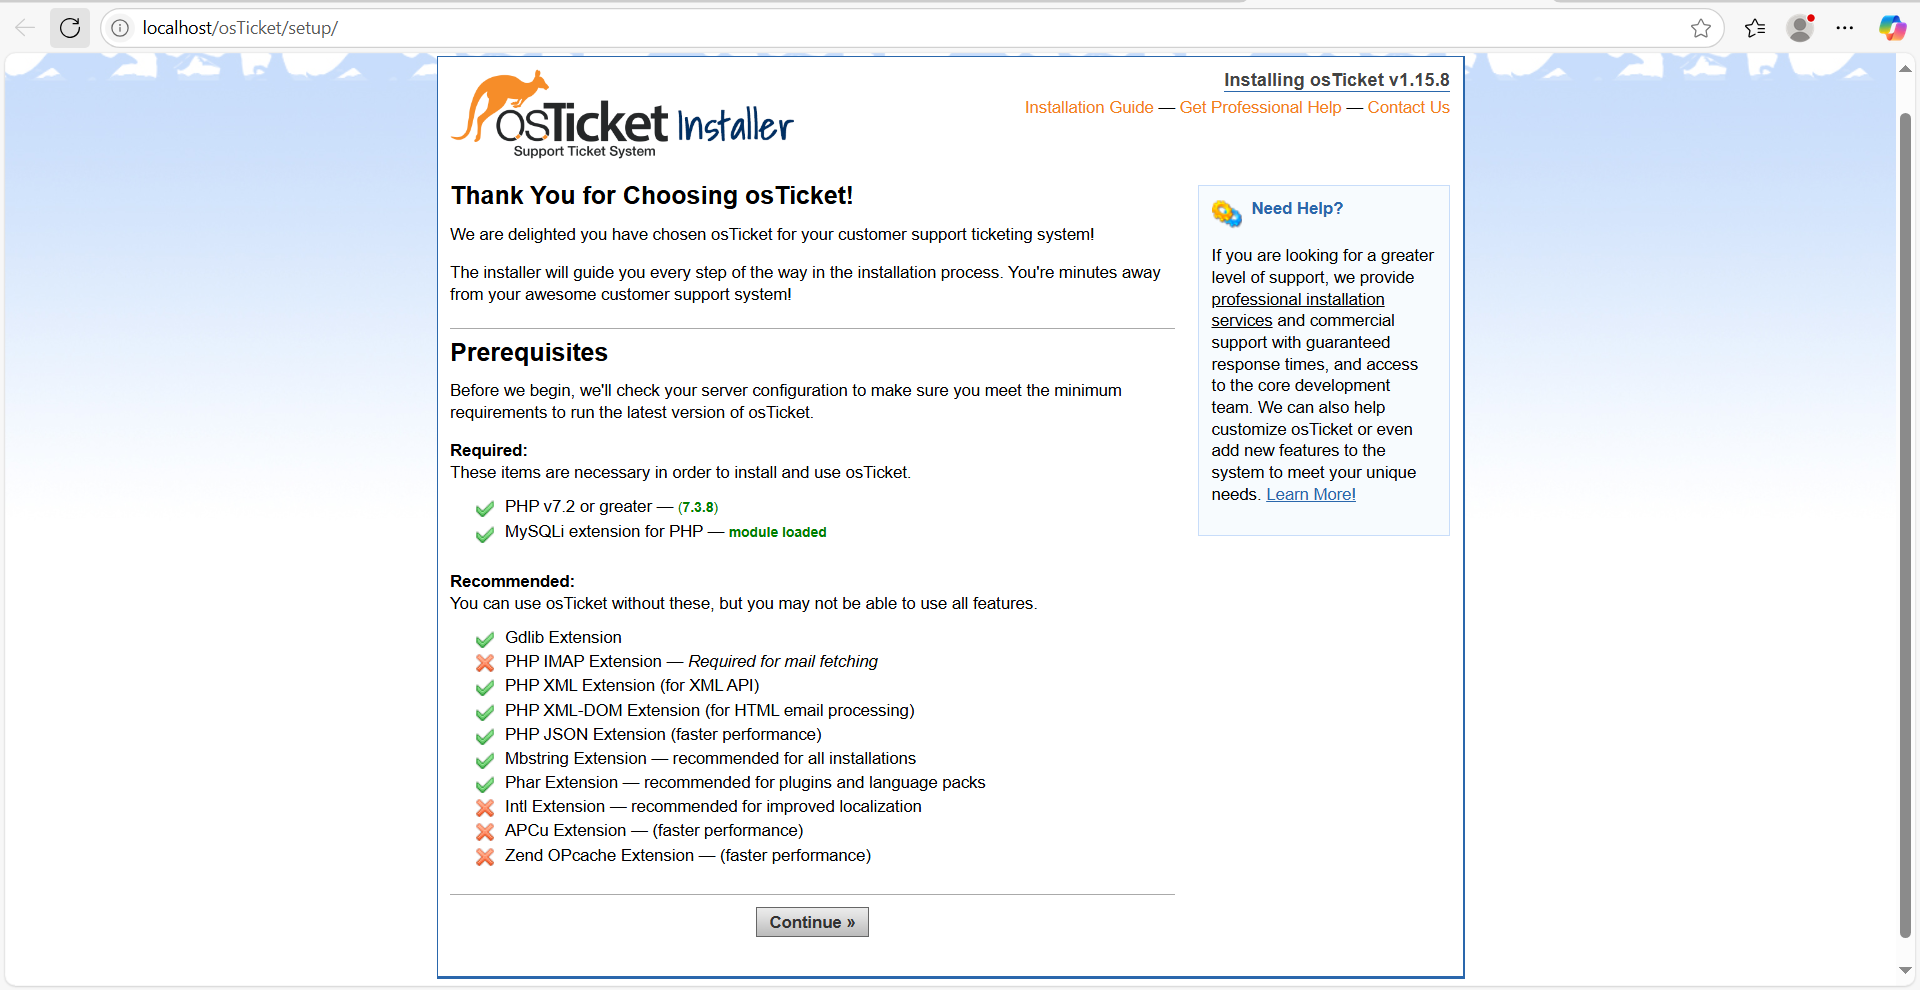 localhost/osTicket/setup/
osTicket Installer
Support Ticket System
Installing osTicket v1.15.8
Installation Guide — Get Professional Help — Contact Us
Thank You for Choosing osTicket!
We are delighted you have chosen osTicket for your customer support ticketing system!
The installer will guide you every step of the way in the installation process. You're minutes away
from your awesome customer support system!
Prerequisites
Before we begin, we'll check your server configuration to make sure you meet the minimum
requirements to run the latest version of osTicket.
Required:
These items are necessary in order to install and use osTicket.
PHP v7.2 or greater — (7.3.8)
MySQLi extension for PHP — module loaded
Recommended:
You can use osTicket without these, but you may not be able to use all features.
Gdlib Extension
PHP IMAP Extension — Required for mail fetching
PHP XML Extension (for XML API)
PHP XML-DOM Extension (for HTML email processing)
PHP JSON Extension (faster performance)
Mbstring Extension — recommended for all installations
Phar Extension — recommended for plugins and language packs
Intl Extension — recommended for improved localization
APCu Extension — (faster performance)
Zend OPcache Extension — (faster performance)
Continue »
Need Help?
If you are looking for a greater
level of support, we provide
professional installation
services and commercial
support with guaranteed
response times, and access
to the core development
team. We can also help
customize osTicket or even
add new features to the
system to meet your unique
needs. Learn More!